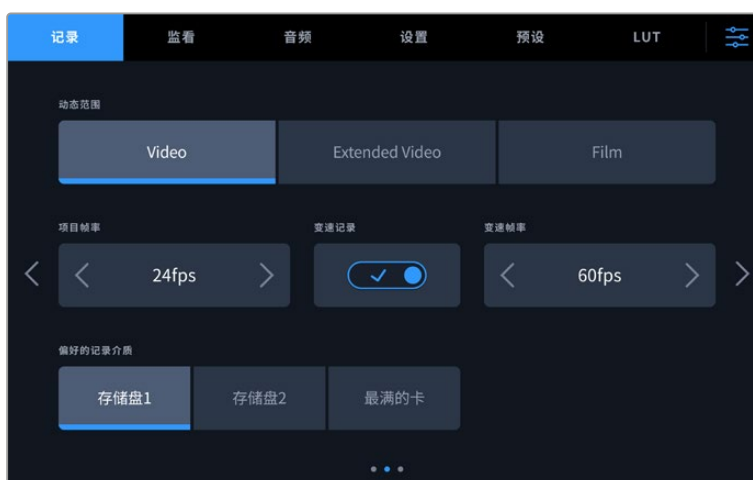 记录 监看 音频 设置 预设 LUT
动态范围
Video Extended Video Film
项目帧率 变速记录 变速帧率
24fps 60fps
偏好的记录介质
存储盘1 存储盘2 最满的卡